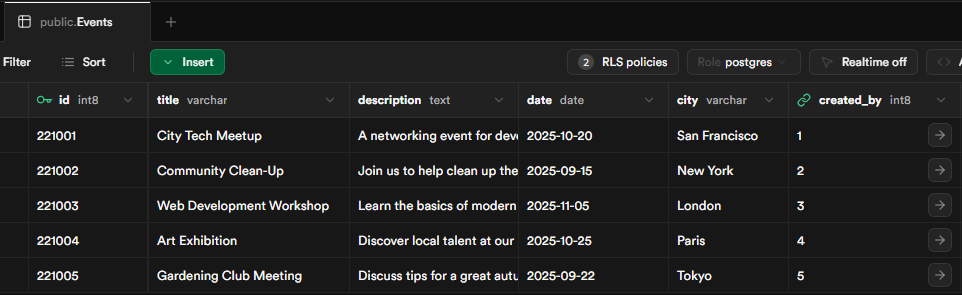 public.Events +
Filter Sort Insert 2 RLS policies Role postgres Realtime off
id int8 title varchar description text date date city varchar created_by int8
221001 City Tech Meetup A networking event for 2025-10-20 San Francisco 1
221002 Community Clean-Up Join us to help clean up the 2025-09-15 New York 2
221003 Web Development Workshop Learn the basics of modern 2025-11-05 London 3
221004 Art Exhibition Discover local talent at our 2025-10-25 Paris 4
221005 Gardening Club Meeting Discuss tips for a great 2025-09-22 Tokyo 5